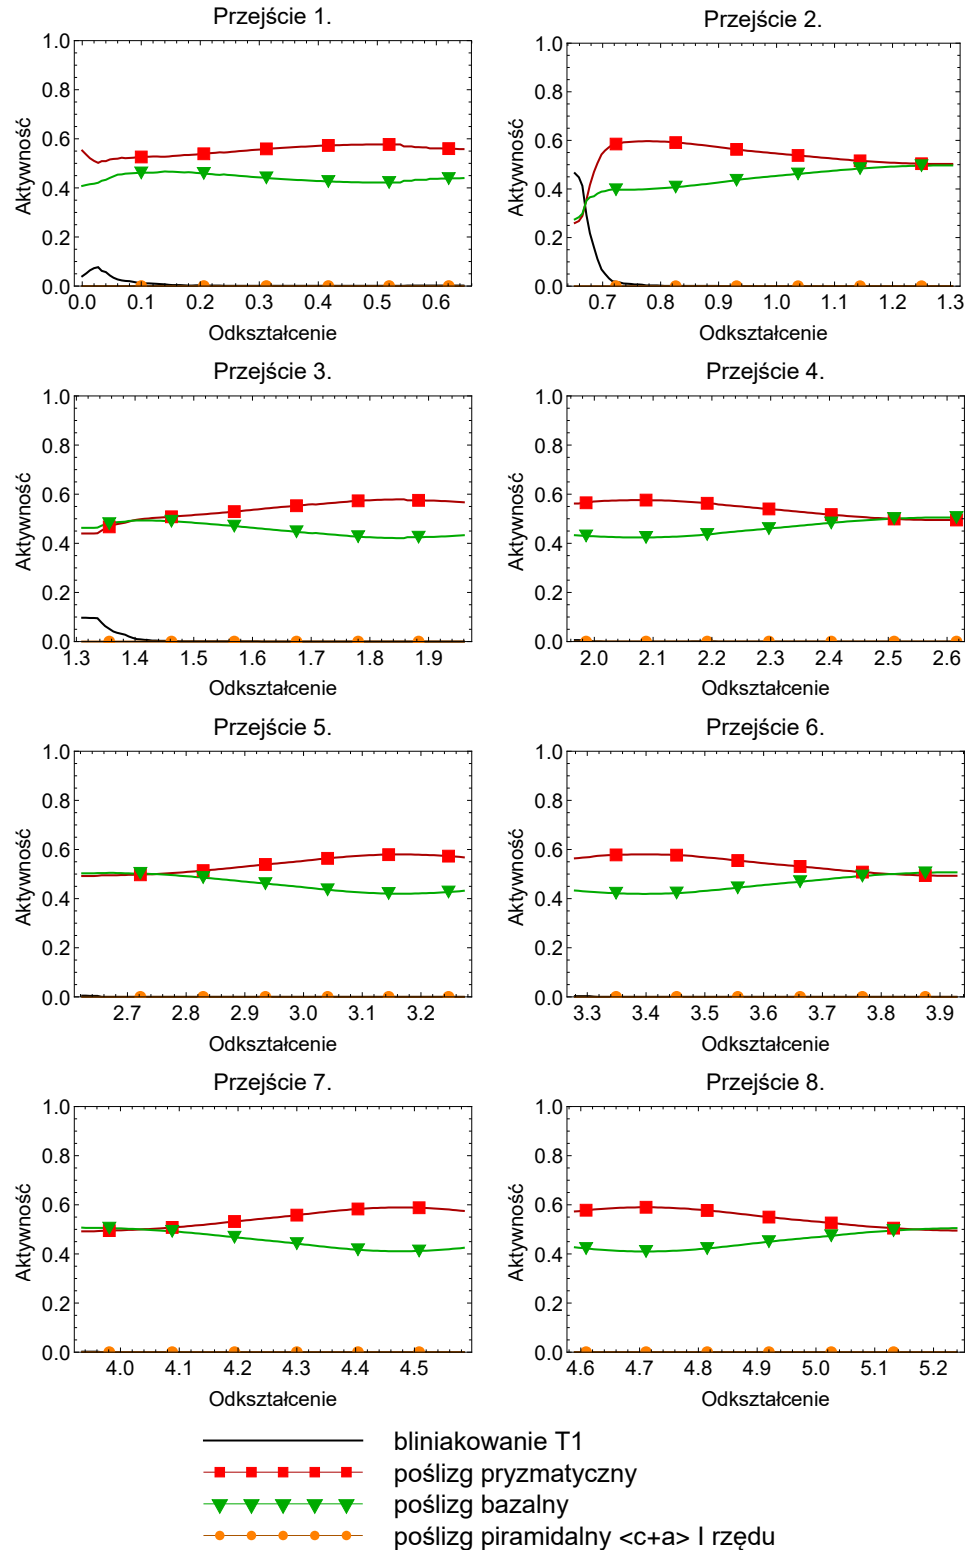 Przejście 1.
1.0
0.8
0.6
0.4
0.2
0.0
Aktywność
0.0 0.1 0.2 0.3 0.4 0.5 0.6
Odkształcenie
Przejście 2.
1.0
0.8
0.6
0.4
0.2
0.0
Aktywność
0.7 0.8 0.9 1.0 1.1 1.2 1.3
Odkształcenie
Przejście 3.
1.0
0.8
0.6
0.4
0.2
0.0
Aktywność
1.3 1.4 1.5 1.6 1.7 1.8 1.9
Odkształcenie
Przejście 4.
1.0
0.8
0.6
0.4
0.2
0.0
Aktywność
2.0 2.1 2.2 2.3 2.4 2.5 2.6
Odkształcenie
Przejście 5.
1.0
0.8
0.6
0.4
0.2
0.0
Aktywność
2.7 2.8 2.9 3.0 3.1 3.2
Odkształcenie
Przejście 6.
1.0
0.8
0.6
0.4
0.2
0.0
Aktywność
3.3 3.4 3.5 3.6 3.7 3.8 3.9
Odkształcenie
Przejście 7.
1.0
0.8
0.6
0.4
0.2
0.0
Aktywność
4.0 4.1 4.2 4.3 4.4 4.5
Odkształcenie
Przejście 8.
1.0
0.8
0.6
0.4
0.2
0.0
Aktywność
4.6 4.7 4.8 4.9 5.0 5.1 5.2
Odkształcenie
bliniakowanie T1
poślizg pryzmatyczny
poślizg bazalny
poślizg piramidalny <c+a> I rzędu